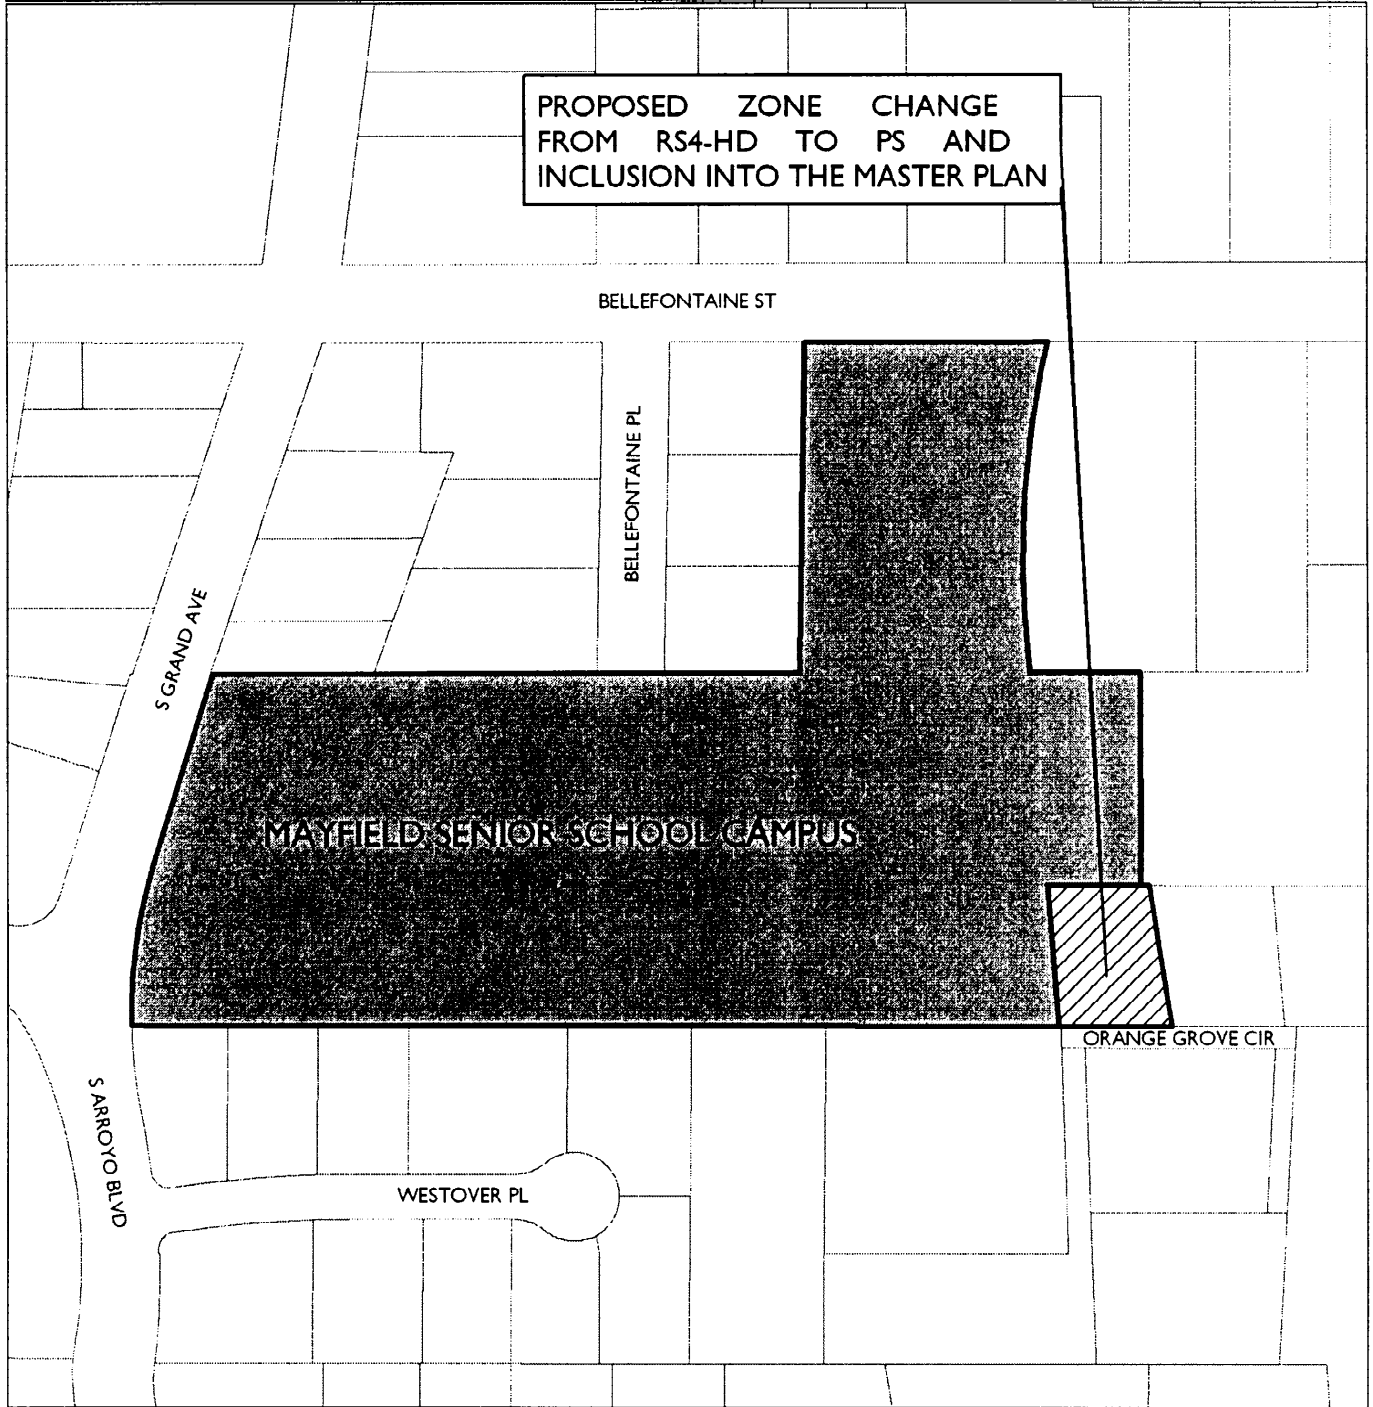 PROPOSED ZONE CHANGE
FROM RS4-HD TO PS AND
INCLUSION INTO THE MASTER PLAN
BELLEFONTAINE ST
BELLEFONTAINE PL
S GRAND AVE
MAYFIELD SENIOR SCHOOL CAMPUS
ORANGE GROVE CIR
S ARROYO BLVD
WESTOVER PL